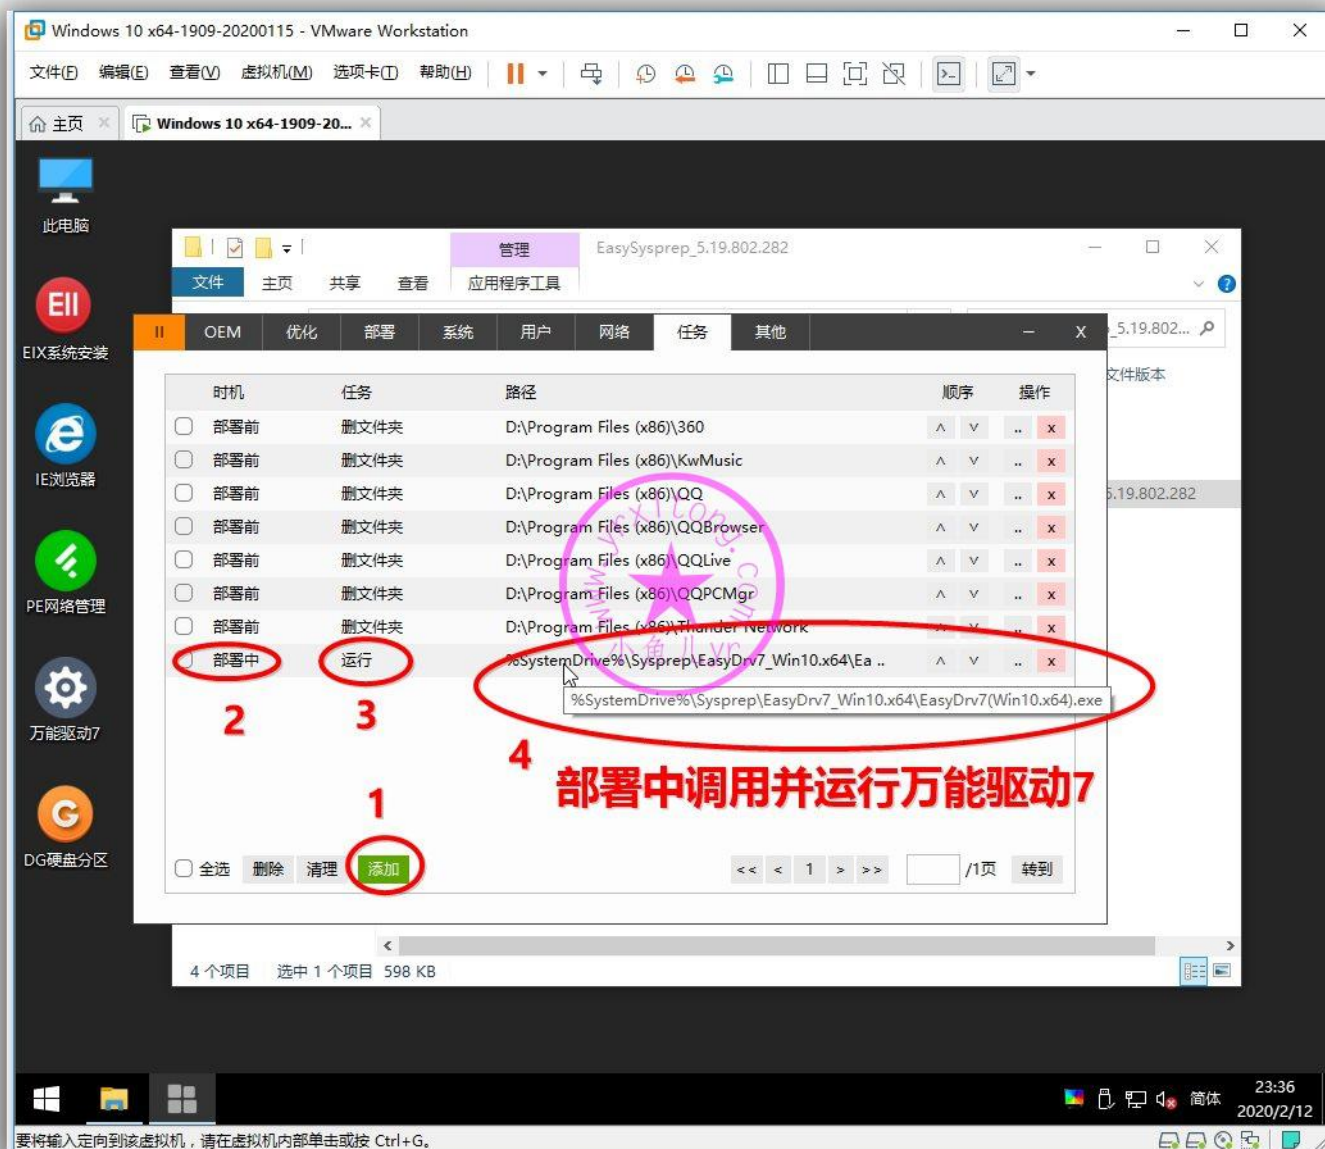 Windows 10 x64-1909-20200115 - VMware Workstation
文件(F) 编辑(E) 查看(V) 虚拟机(M) 选项卡(T) 帮助(H)
主页 Windows 10 x64-1909-20...
此电脑
EII
EIX系统安装
IE浏览器
PE网络管理
万能驱动7
G
DG硬盘分区
管理 EasySysprep_5.19.802.282
文件 主页 共享 查看 应用程序工具
_5.19.802...
文件版本
5.19.802.282
II OEM 优化 部署 系统 用户 网络 任务 其他 — X
时机 任务 路径 顺序 操作
部署前 删文件夹 D:\Program Files (x86)\360 ∧ ∨ .. x
部署前 删文件夹 D:\Program Files (x86)\KwMusic ∧ ∨ .. x
部署前 删文件夹 D:\Program Files (x86)\QQ ∧ ∨ .. x
部署前 删文件夹 D:\Program Files (x86)\QQBrowser ∧ ∨ .. x
部署前 删文件夹 D:\Program Files (x86)\QQLive ∧ ∨ .. x
部署前 删文件夹 D:\Program Files (x86)\QQPCMgr ∧ ∨ .. x
部署前 删文件夹 D:\Program Files (x86)\Thunder Network ∧ ∨ .. x
部署中 运行 %SystemDrive%\Sysprep\EasyDrv7_Win10.x64\Ea .. ∧ ∨ .. x
%SystemDrive%\Sysprep\EasyDrv7_Win10.x64\EasyDrv7(Win10.x64).exe
www.yrxitong.com
小鱼儿yr
2
3
4
部署中调用并运行万能驱动7
1
全选 删除 清理 添加 << < 1 > >> /1页 转到
4 个项目 选中 1 个项目 598 KB
简体
23:36
2020/2/12
要将输入定向到该虚拟机，请在虚拟机内部单击或按 Ctrl+G。